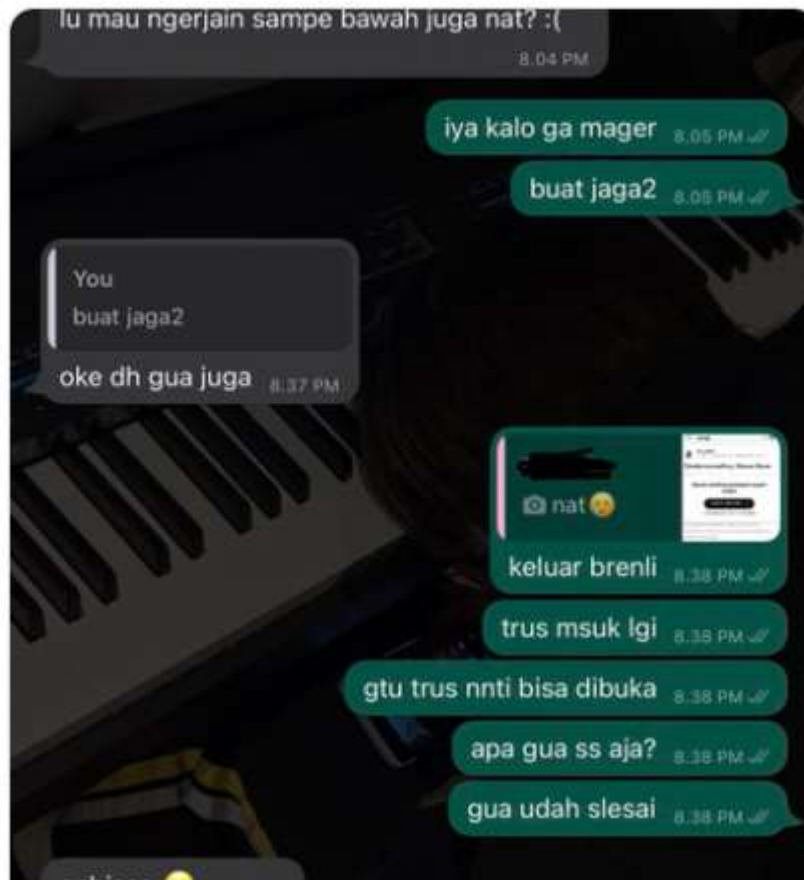 lu mau ngerjain sampe bawah juga nat? :(
8.04 PM
iya kalo ga mager 8.05 PM
buat jaga2 8.05 PM
You
buat jaga2
oke dh gua juga 8.37 PM
nat🥲
keluar brenli 8.38 PM
trus msuk lgi 8.38 PM
gtu trus nnti bisa dibuka 8.38 PM
apa gua ss aja? 8.38 PM
gua udah slesai 8.38 PM